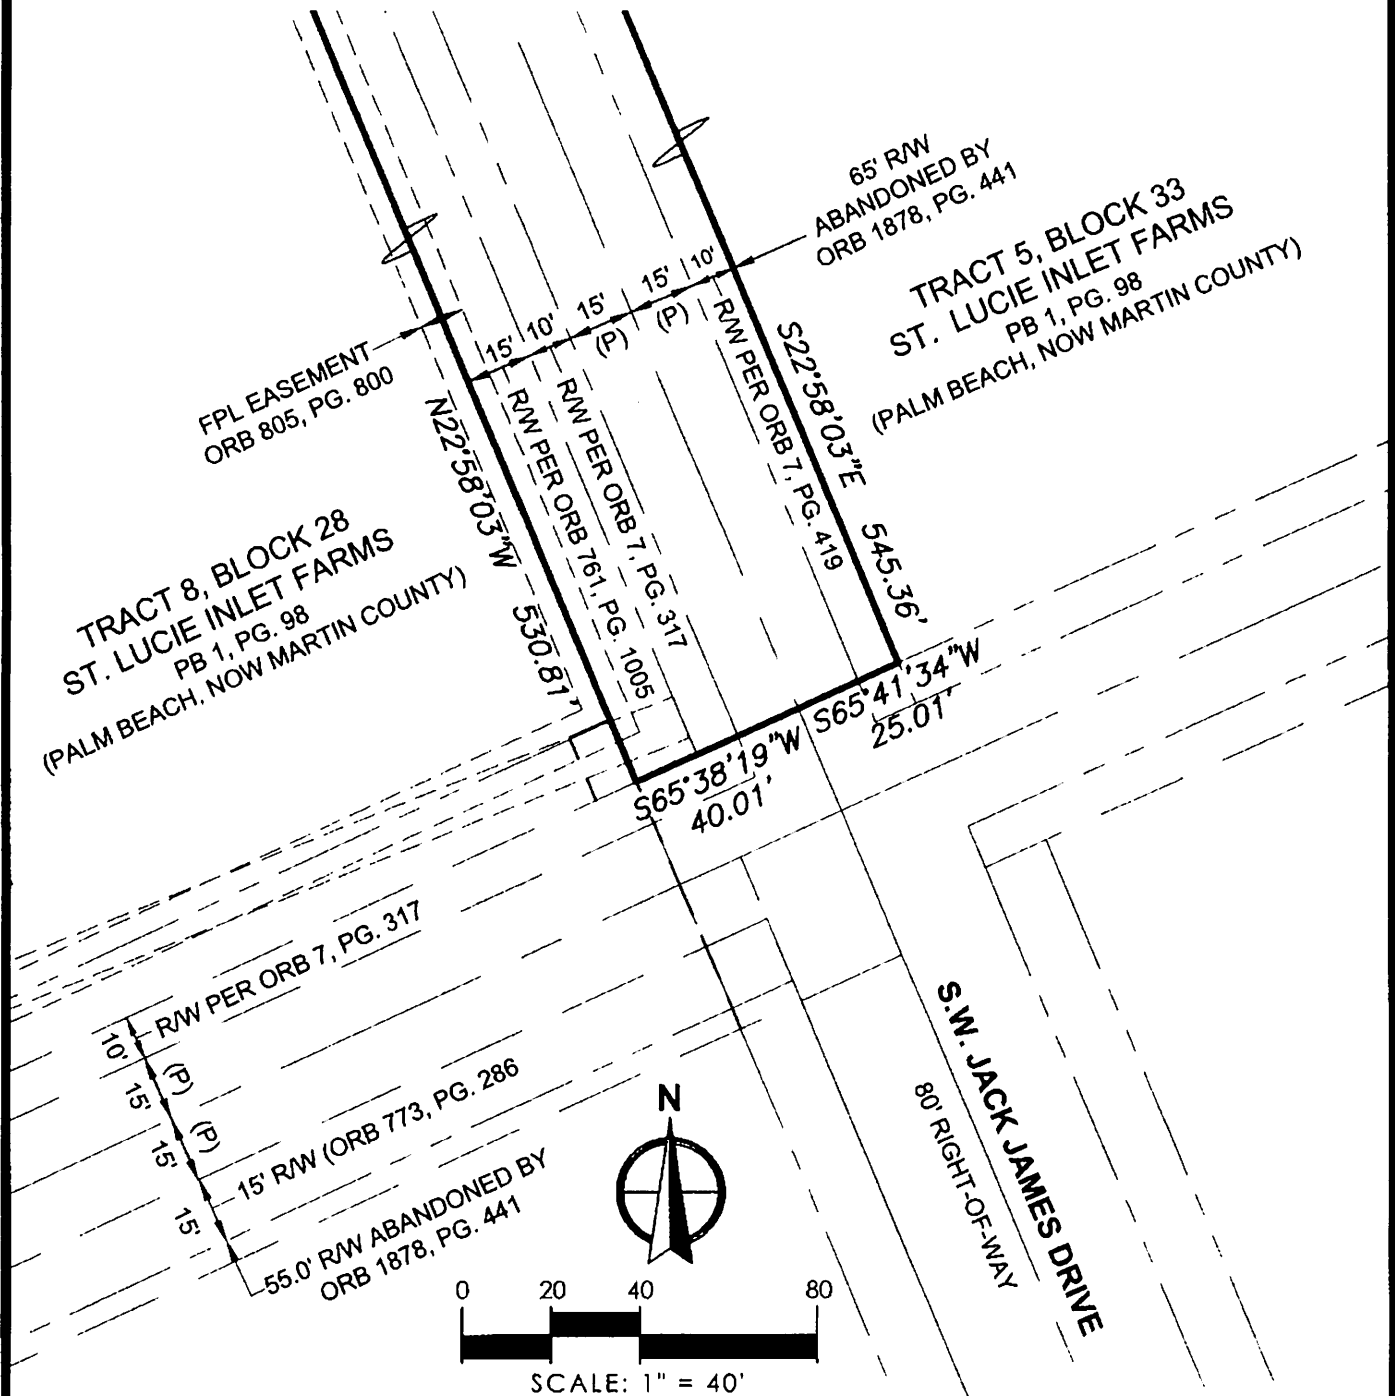 65' R/W
ABANDONED BY
ORB 1878, PG. 441
TRACT 5, BLOCK 33
ST. LUCIE INLET FARMS
PB 1, PG. 98
(PALM BEACH, NOW MARTIN COUNTY)
15'
10'
15'
(P)
15'
(P)
10'
FPL EASEMENT
ORB 805, PG. 800
R/W PER ORB 761, PG. 1005
R/W PER ORB 7, PG. 317
R/W PER ORB 7, PG. 419
N22°58'03"W
530.81'
S22°58'03"E
545.36'
TRACT 8, BLOCK 28
ST. LUCIE INLET FARMS
PB 1, PG. 98
(PALM BEACH, NOW MARTIN COUNTY)
S65°41'34"W
25.01'
S65°38'19"W
40.01'
R/W PER ORB 7, PG. 317
10'
(P)
15'
(P)
15'
15'
15' R/W (ORB 773, PG. 286
55.0' R/W ABANDONED BY
ORB 1878, PG. 441
S.W. JACK JAMES DRIVE
80' RIGHT-OF-WAY
N
0 20 40 80
SCALE: 1" = 40'